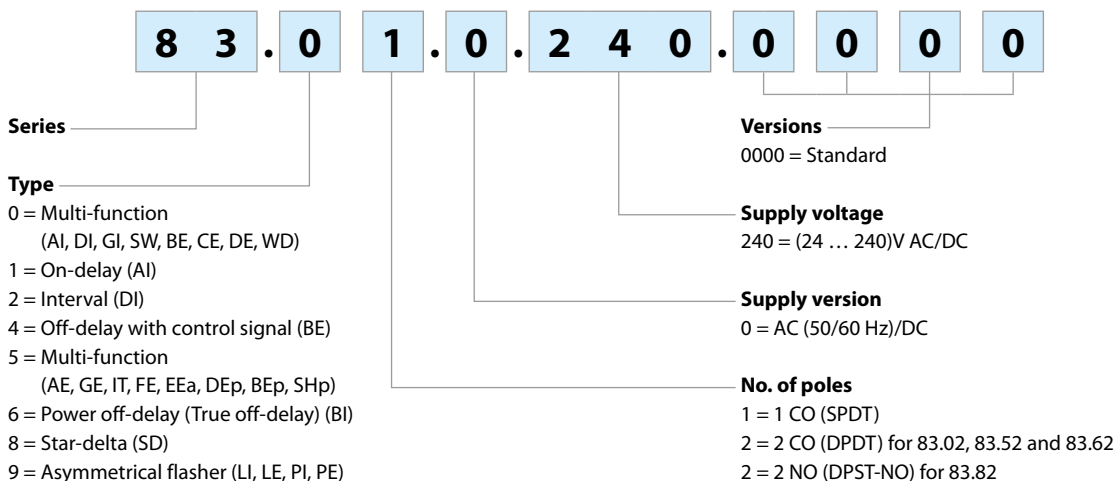 8 3 . 0 1 . 0 . 2 4 0 . 0 0 0 0
Series
Type
0 = Multi-function
(AI, DI, GI, SW, BE, CE, DE, WD)
1 = On-delay (AI)
2 = Interval (DI)
4 = Off-delay with control signal (BE)
5 = Multi-function
(AE, GE, IT, FE, EEa, DEp, BEp, SHp)
6 = Power off-delay (True off-delay) (BI)
8 = Star-delta (SD)
9 = Asymmetrical flasher (LI, LE, PI, PE)
Versions
0000 = Standard
Supply voltage
240 = (24 … 240)V AC/DC
Supply version
0 = AC (50/60 Hz)/DC
No. of poles
1 = 1 CO (SPDT)
2 = 2 CO (DPDT) for 83.02, 83.52 and 83.62
2 = 2 NO (DPST-NO) for 83.82